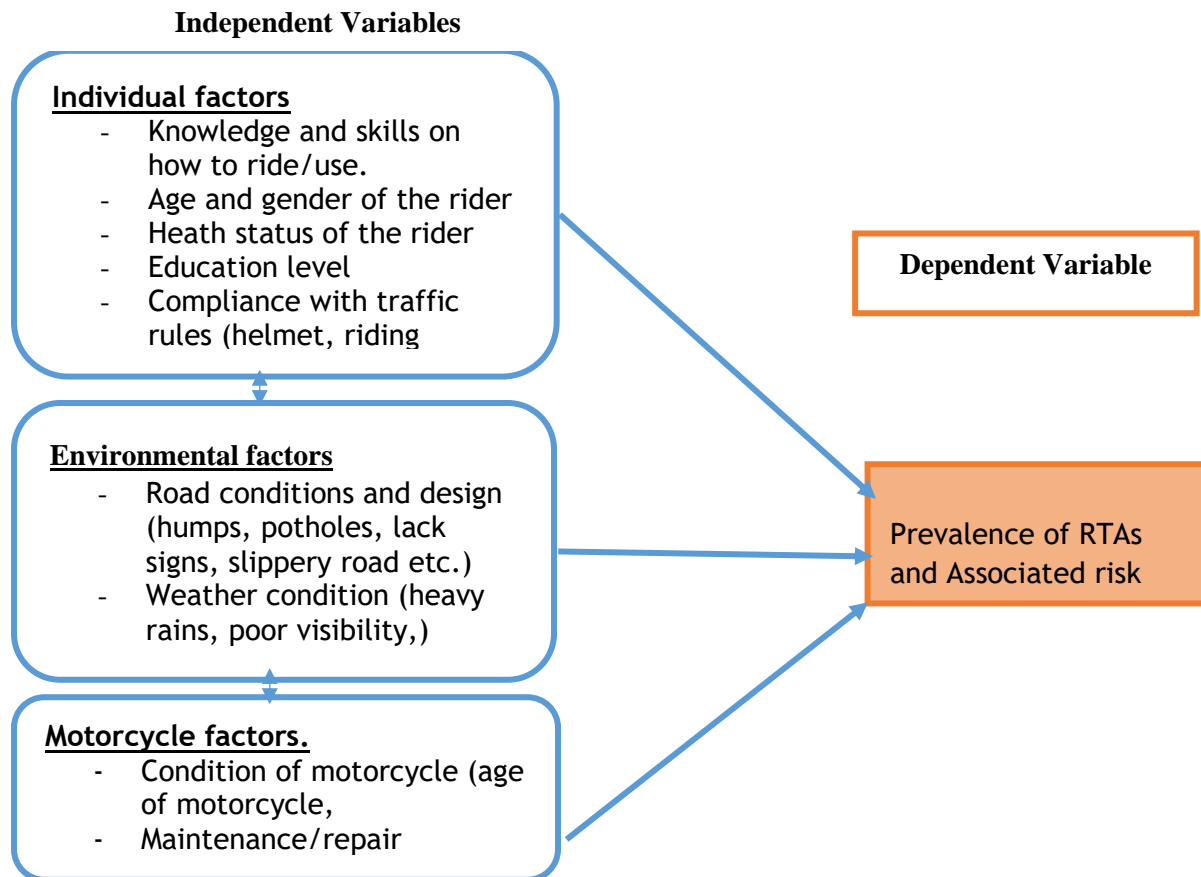 Independent Variables
Individual factors
- Knowledge and skills on
how to ride/use.
- Age and gender of the rider
- Heath status of the rider
- Education level
- Compliance with traffic
rules (helmet, riding
Dependent Variable
Environmental factors
- Road conditions and design
(humps, potholes, lack
signs, slippery road etc.)
- Weather condition (heavy
rains, poor visibility,)
Prevalence of RTAs
and Associated risk
Motorcycle factors.
- Condition of motorcycle (age
of motorcycle,
- Maintenance/repair